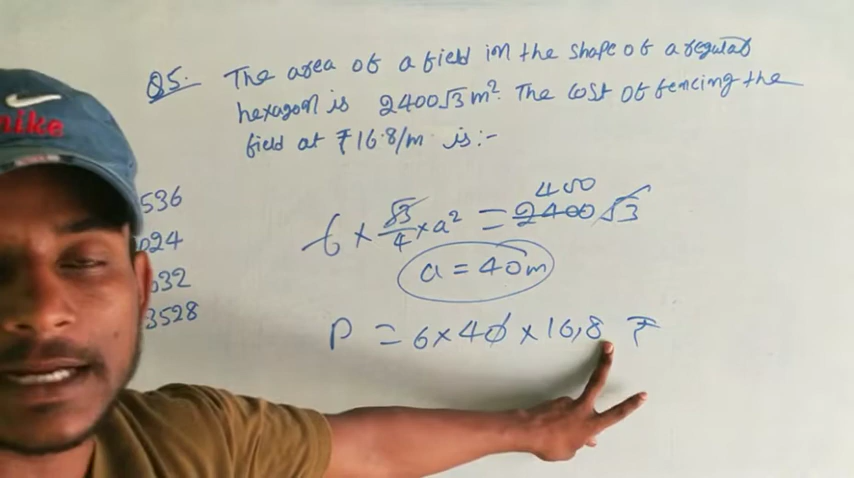 Q5. The area of a field in the shape of a regular
hexagon is 2400√3 m². The cost of fencing the
field at ₹16.8/m is:-
nike
536
024
032
3528
400
6 × √3/4 × a² = 2400√3
a = 40m
P = 6×40 × 16,8 ₹